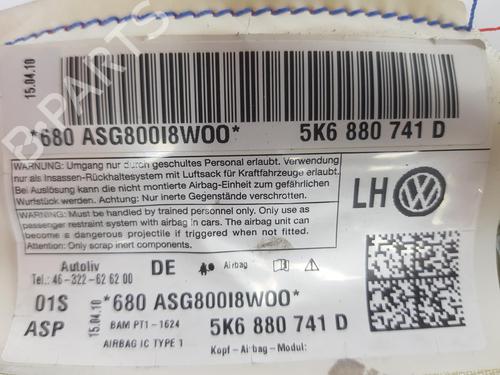 15.04.10
*680 ASG800I8W00*
5K6 880 741 D
WARNUNG: Umgang nur durch geschultes Personal erlaubt. Verwendung
nur als Insassen-Rückhaltesystem mit Luftsack für Kraftfahrzeuge erlaubt.
Bei Auslösung kann die nicht montierte Airbag-Einheit zum gefährlichen
Wurfstück werden. Achtung: Nur inerte Gegenstände verschrotten.
WARNING: Must be handled by trained personnel only. Only use as
passenger restraint system with airbag in cars. The airbag unit can
become a dangerous projectile if triggered when not fitted.
Attention: Only scrap inert components.
LH
Autoliv
DE
Airbag
Tel.: 46-322-62 62 00
01S
ASP
15.04.10
*680 ASG800I8W00*
BAM PT1-1624
5K6 880 741 D
AIRBAG IC TYPE 1
Kopf-Airbag-Modul:
B-PARTS